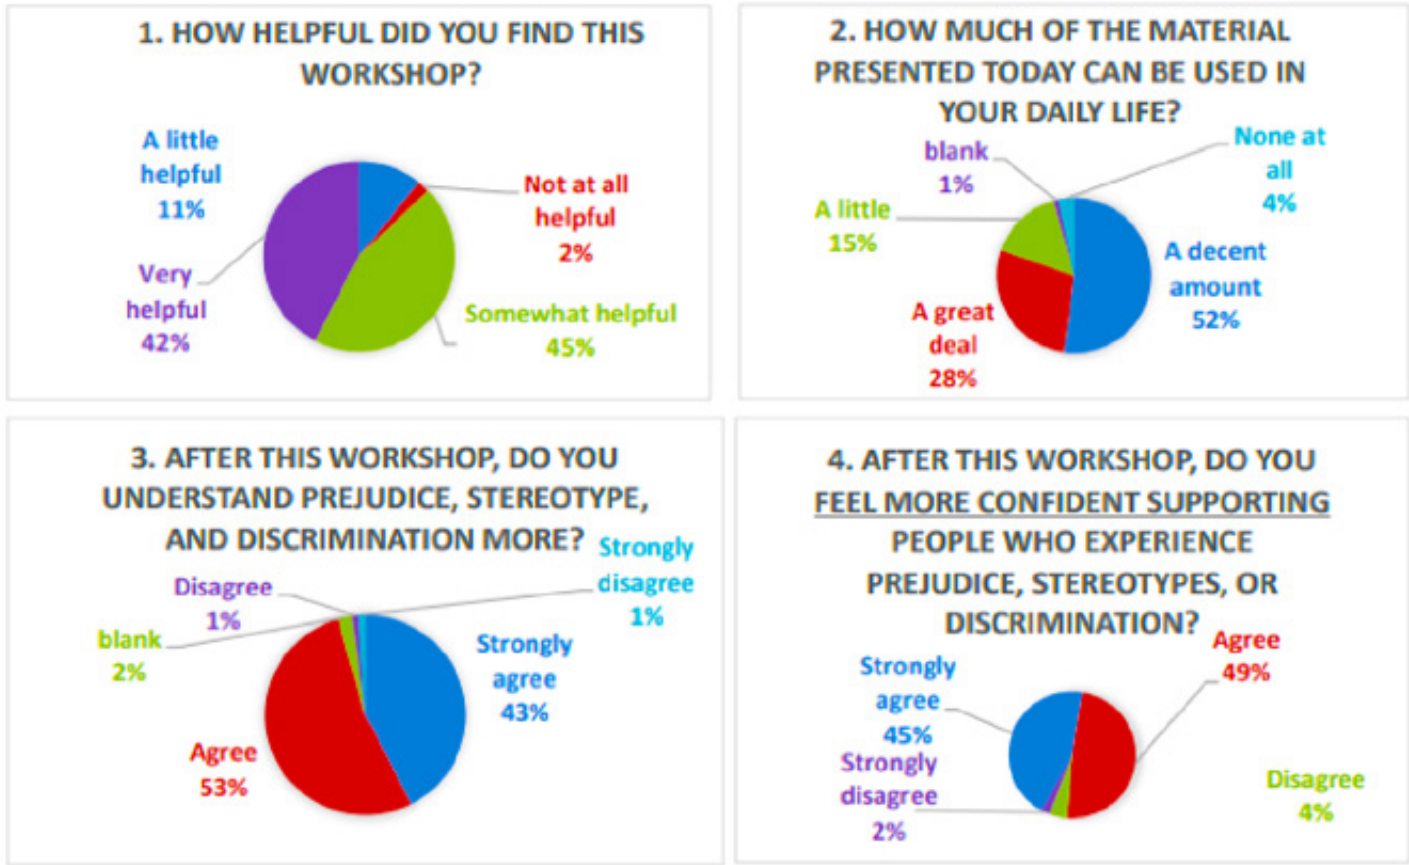 1. HOW HELPFUL DID YOU FIND THIS
WORKSHOP?
A little
helpful
11%
Not at all
helpful
2%
Very
helpful
42%
Somewhat helpful
45%
2. HOW MUCH OF THE MATERIAL
PRESENTED TODAY CAN BE USED IN
YOUR DAILY LIFE?
blank
1%
None at
all
4%
A little
15%
A decent
amount
52%
A great
deal
28%
3. AFTER THIS WORKSHOP, DO YOU
UNDERSTAND PREJUDICE, STEREOTYPE,
AND DISCRIMINATION MORE?
Strongly
disagree
1%
Disagree
1%
blank
2%
Strongly
agree
43%
Agree
53%
4. AFTER THIS WORKSHOP, DO YOU
FEEL MORE CONFIDENT SUPPORTING
PEOPLE WHO EXPERIENCE
PREJUDICE, STEREOTYPES, OR
DISCRIMINATION?
Agree
49%
Strongly
agree
45%
Strongly
disagree
2%
Disagree
4%